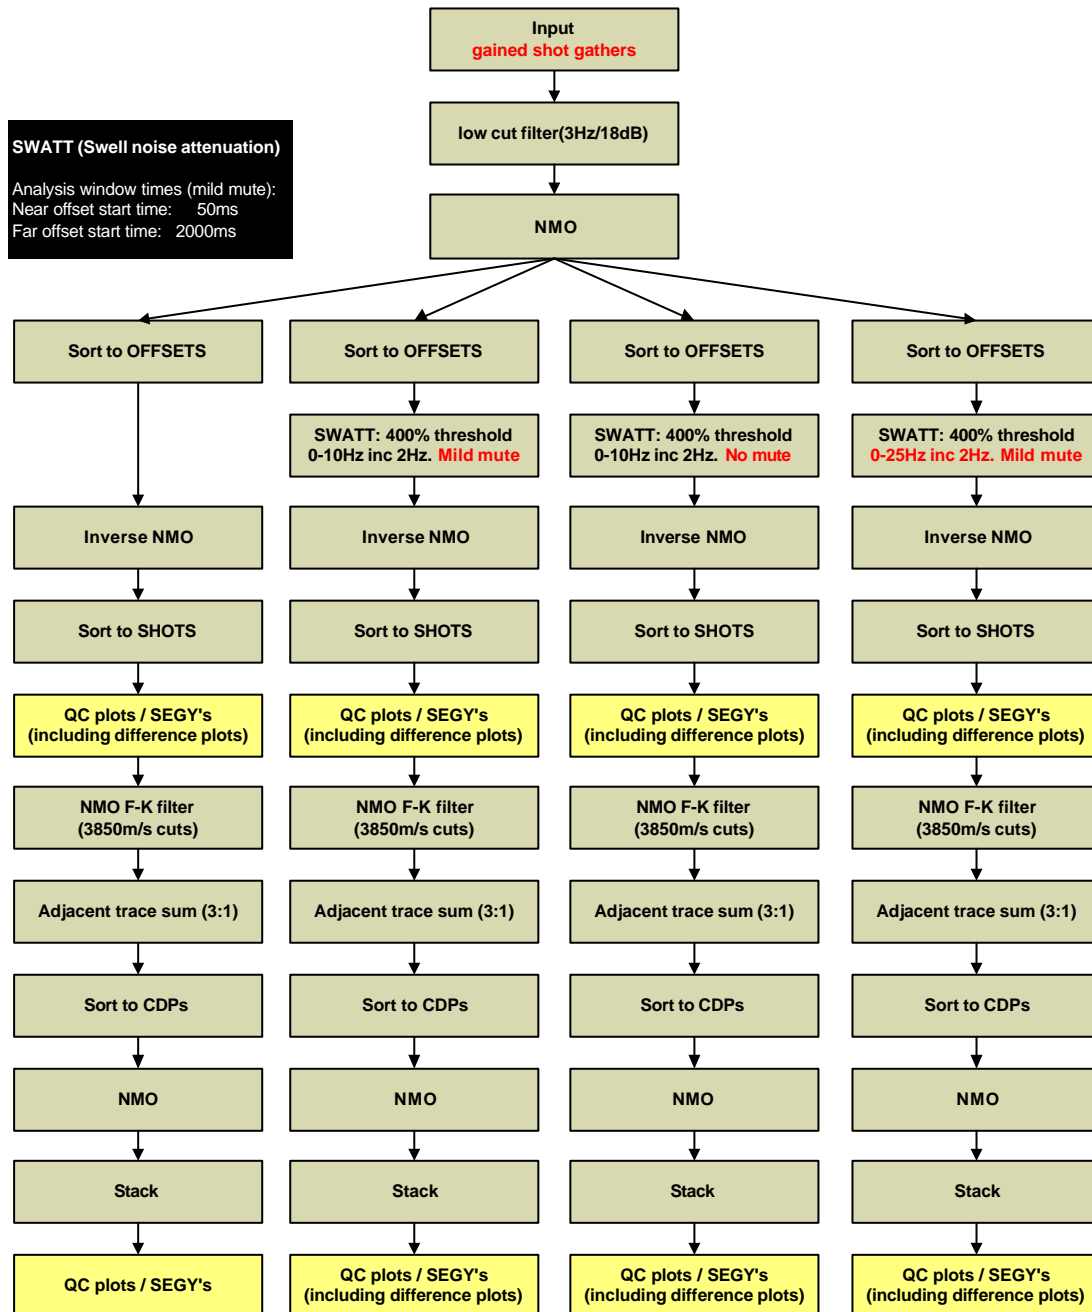 Input
gained shot gathers
low cut filter(3Hz/18dB)
SWATT (Swell noise attenuation)
Analysis window times (mild mute):
Near offset start time: 50ms
Far offset start time: 2000ms
NMO
Sort to OFFSETS
Sort to OFFSETS
Sort to OFFSETS
Sort to OFFSETS
SWATT: 400% threshold
0-10Hz inc 2Hz. Mild mute
SWATT: 400% threshold
0-10Hz inc 2Hz. No mute
SWATT: 400% threshold
0-25Hz inc 2Hz. Mild mute
Inverse NMO
Inverse NMO
Inverse NMO
Inverse NMO
Sort to SHOTS
Sort to SHOTS
Sort to SHOTS
Sort to SHOTS
QC plots / SEGY's
(including difference plots)
QC plots / SEGY's
(including difference plots)
QC plots / SEGY's
(including difference plots)
QC plots / SEGY's
(including difference plots)
NMO F-K filter
(3850m/s cuts)
NMO F-K filter
(3850m/s cuts)
NMO F-K filter
(3850m/s cuts)
NMO F-K filter
(3850m/s cuts)
Adjacent trace sum (3:1)
Adjacent trace sum (3:1)
Adjacent trace sum (3:1)
Adjacent trace sum (3:1)
Sort to CDPs
Sort to CDPs
Sort to CDPs
Sort to CDPs
NMO
NMO
NMO
NMO
Stack
Stack
Stack
Stack
QC plots / SEGY's
QC plots / SEGY's
(including difference plots)
QC plots / SEGY's
(including difference plots)
QC plots / SEGY's
(including difference plots)